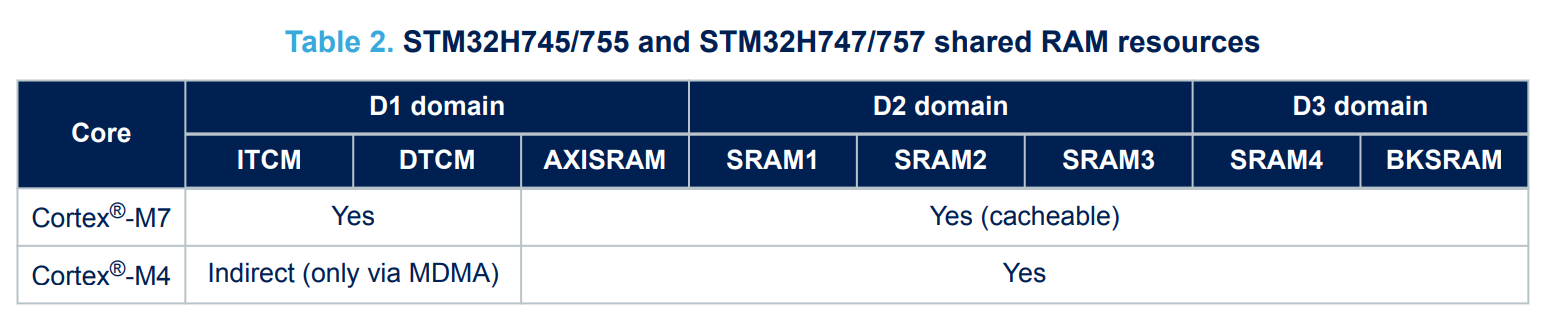 Table 2. STM32H745/755 and STM32H747/757 shared RAM resources
Core D1 domain D2 domain D3 domain
ITCM DTCM AXISRAM SRAM1 SRAM2 SRAM3 SRAM4 BKSRAM
Cortex®-M7 Yes Yes (cacheable)
Cortex®-M4 Indirect (only via MDMA) Yes